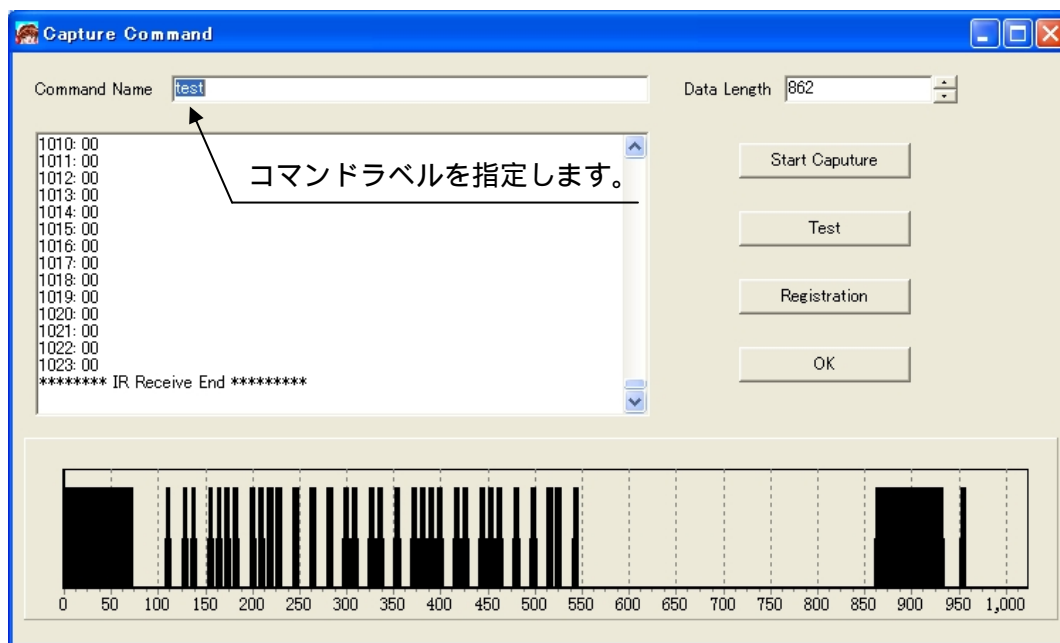 Capture Command
Command Name test
Data Length 862
1010: 00
1011: 00
1012: 00
1013: 00
1014: 00
1015: 00
1016: 00
1017: 00
1018: 00
1019: 00
1020: 00
1021: 00
1022: 00
1023: 00
******** IR Receive End *********
コマンドラベルを指定します。
Start Caputure
Test
Registration
OK
0 50 100 150 200 250 300 350 400 450 500 550 600 650 700 750 800 850 900 950 1,000